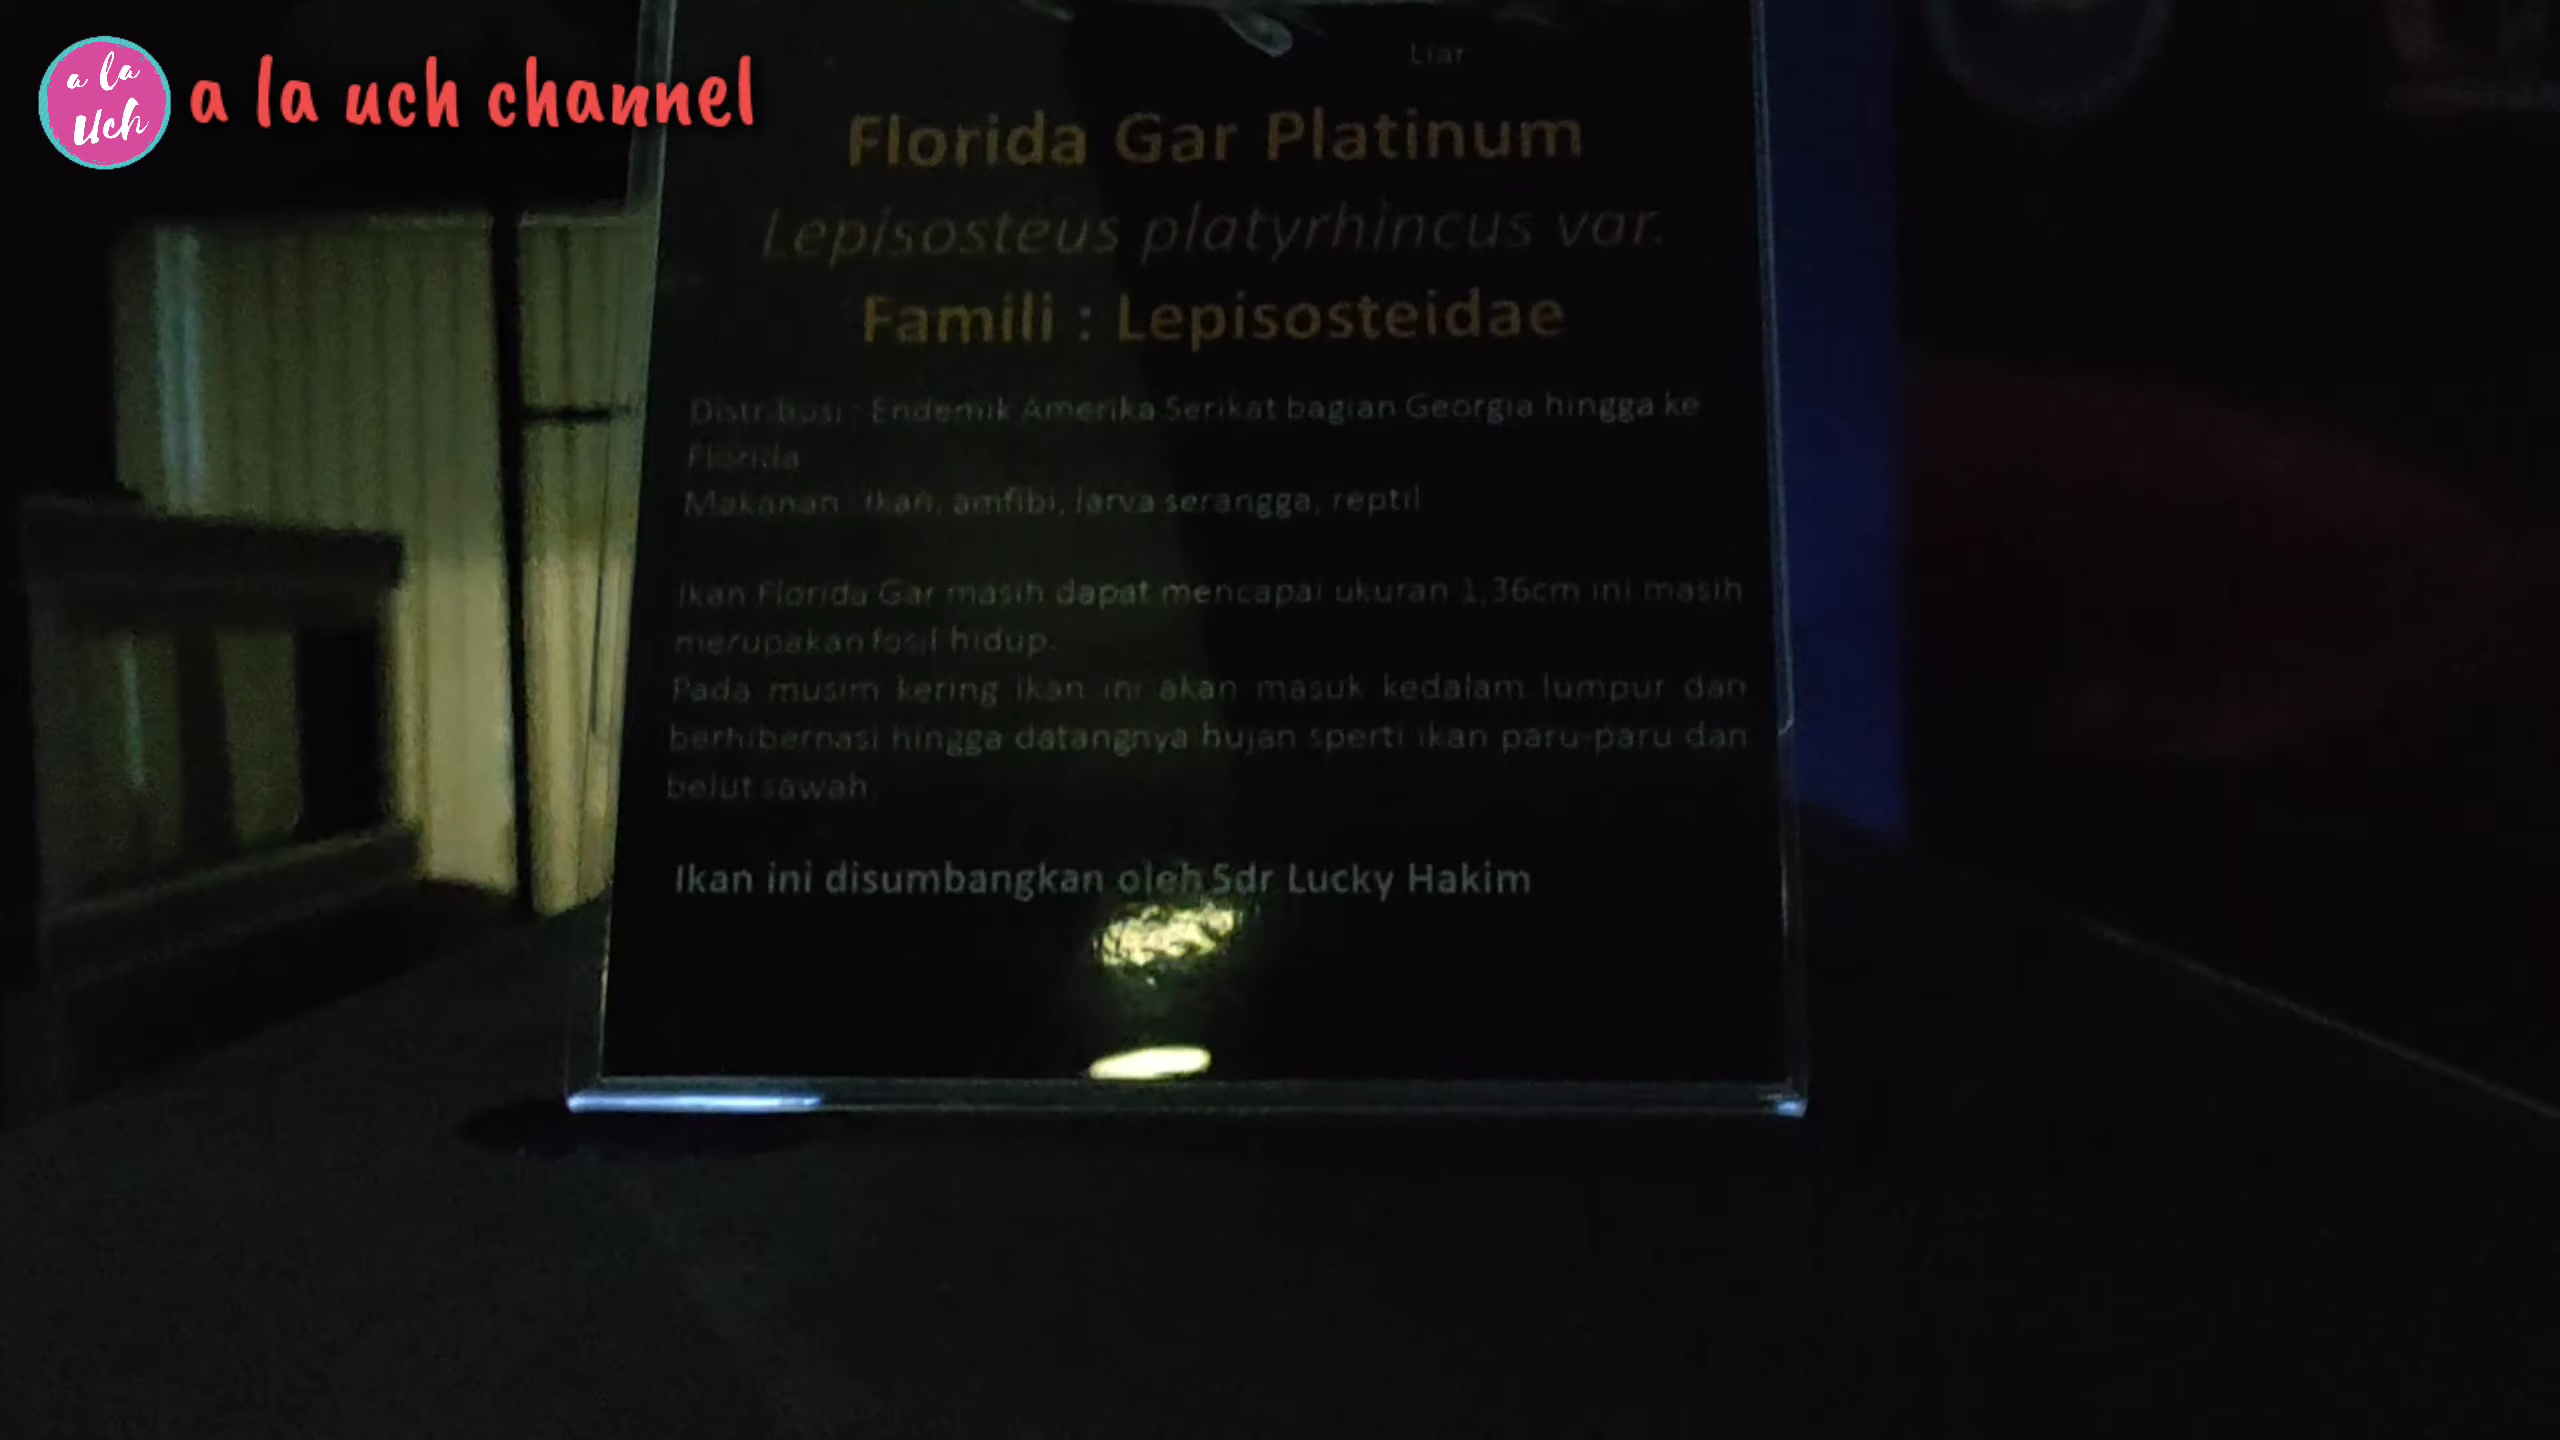 a la
uch
a la uch channel
Liar
Florida Gar Platinum
Lepisosteus platyrhincus var.
Famili : Lepisosteidae
Distribusi : Endemik Amerika Serikat bagian Georgia hingga ke
Florida
Makanan : Ikan, amfibi, larva serangga, reptil
Ikan Florida Gar masih dapat mencapai ukuran 1,36cm ini masih
merupakan fosil hidup.
Pada musim kering ikan ini akan masuk kedalam lumpur dan
berhibernasi hingga datangnya hujan sperti ikan paru-paru dan
belut sawah.
Ikan ini disumbangkan oleh Sdr Lucky Hakim